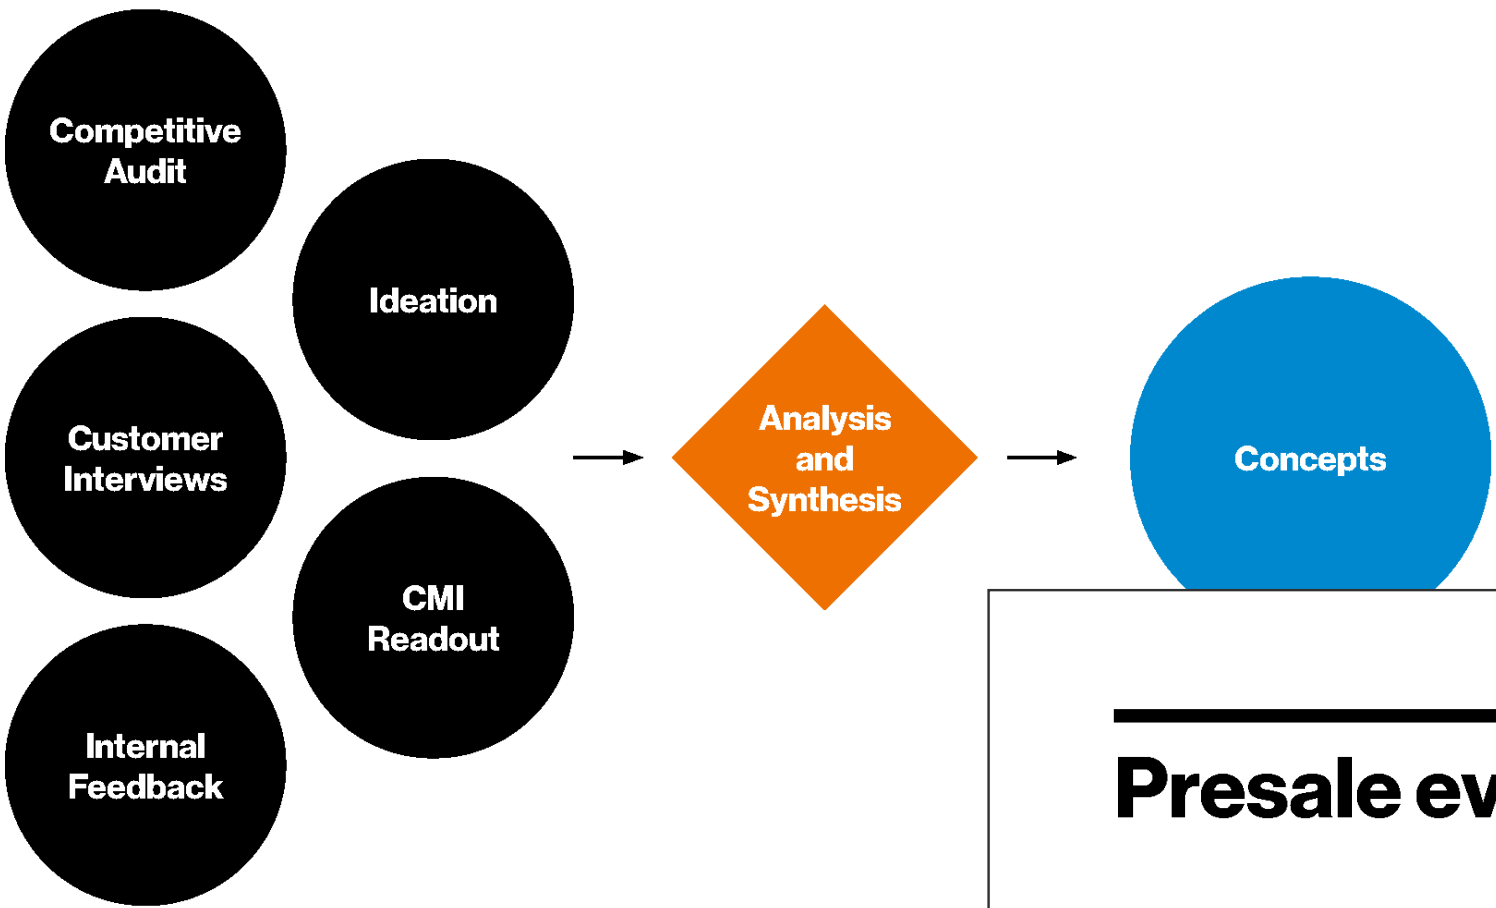 Competitive
Audit
Ideation
Customer
Interviews
CMI
Readout
Internal
Feedback
Analysis
and
Synthesis
Concepts
Presale